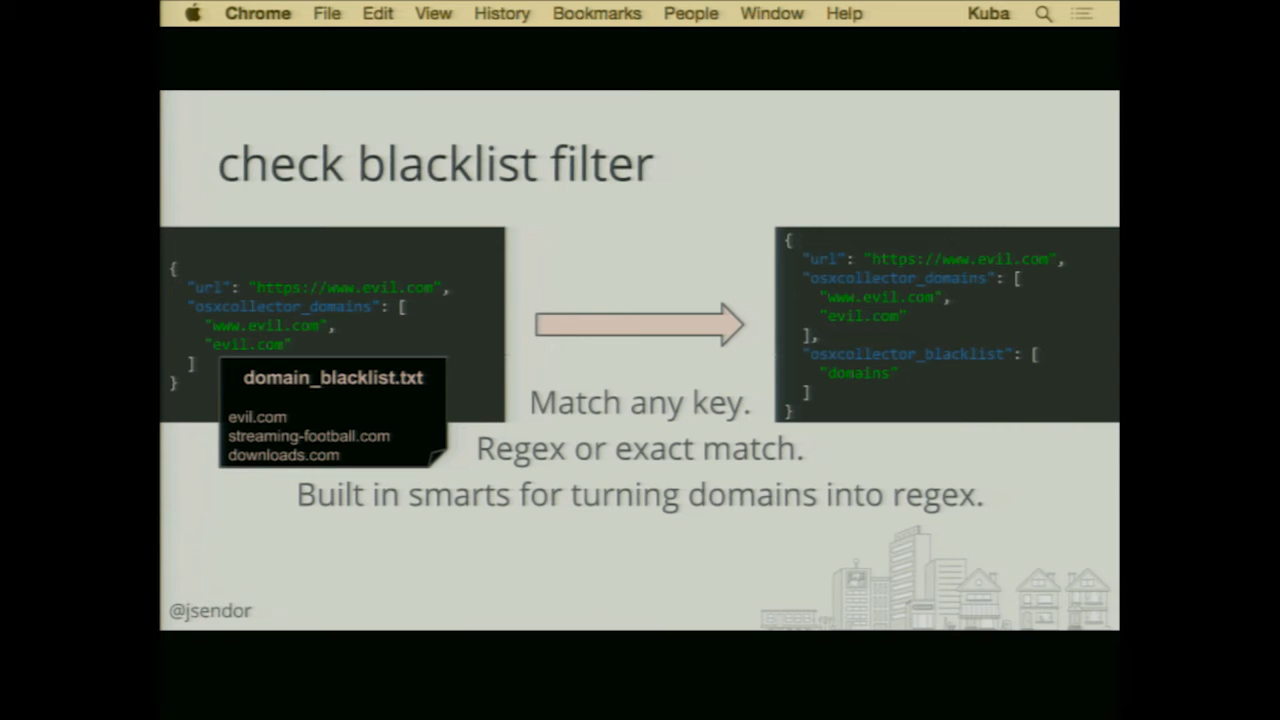 Chrome File Edit View History Bookmarks People Window Help Kuba
check blacklist filter
{
"url": "https://www.evil.com",
"osxcollector_domains": [
"www.evil.com",
"evil.com"
]
}
domain_blacklist.txt
evil.com
streaming-football.com
downloads.com
{
"url": "https://www.evil.com",
"osxcollector_domains": [
"www.evil.com",
"evil.com"
],
"osxcollector_blacklist": [
"domains"
]
}
Match any key.
Regex or exact match.
Built in smarts for turning domains into regex.
@jsendor